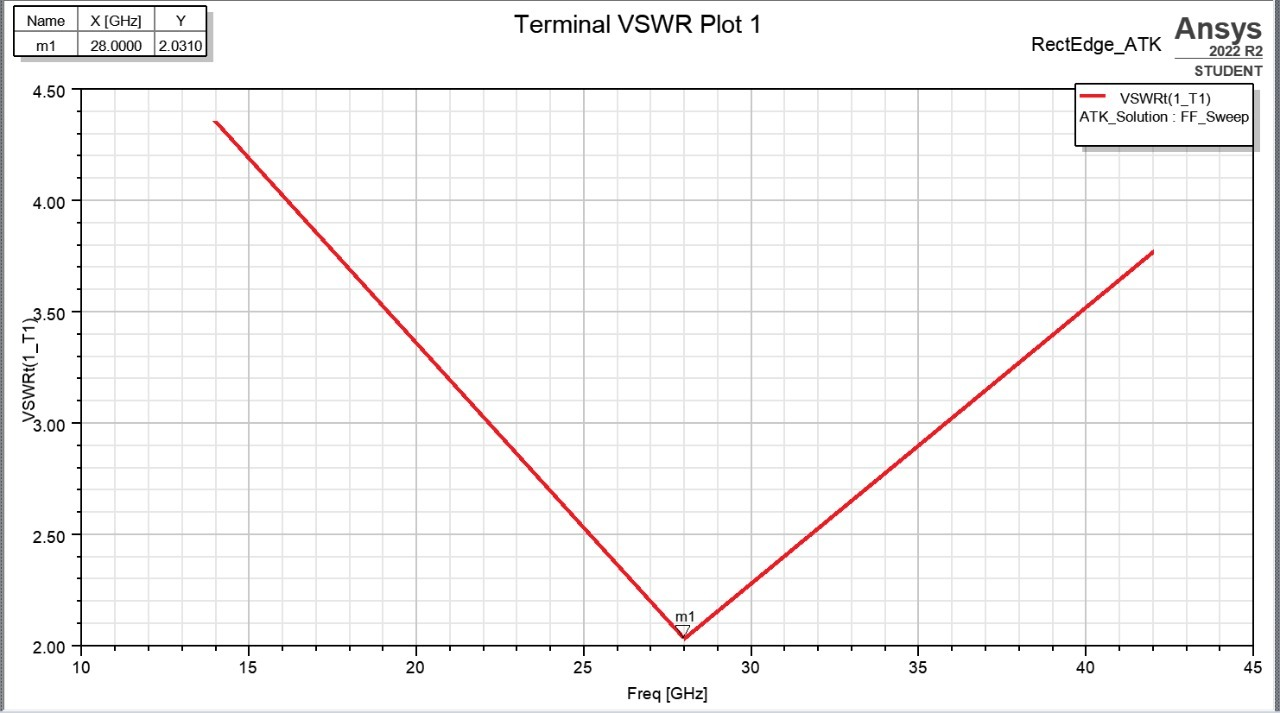 Name X [GHz] Y
m1 28.0000 2.0310
Terminal VSWR Plot 1
RectEdge_ATK
Ansys
2022 R2
STUDENT
VSWRt(1_T1)
ATK_Solution : FF_Sweep
4.50
4.00
3.50
3.00
2.50
2.00
VSWRt(1_T1)
m1
10 15 20 25 30 35 40 45
Freq [GHz]